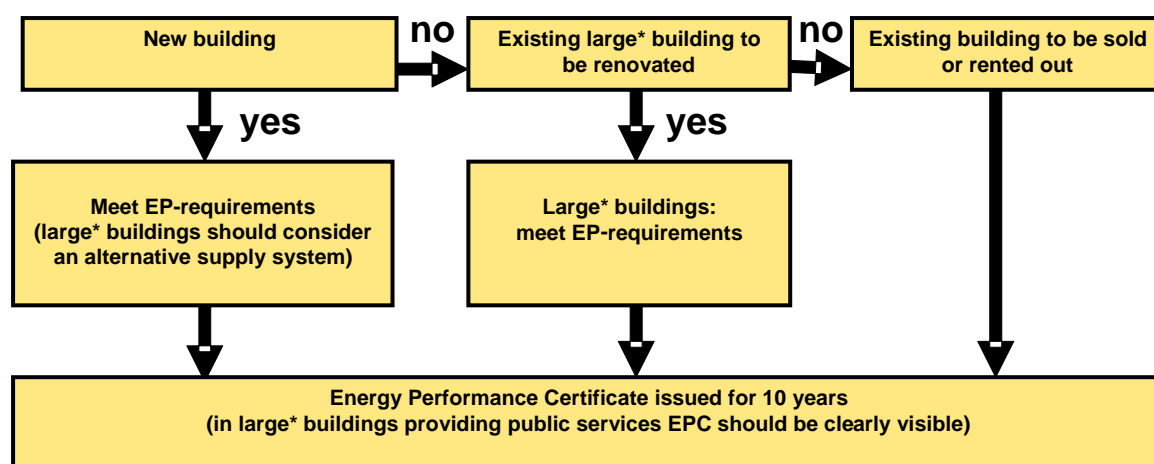 New building
no
Existing large* building to
be renovated
no
Existing building to be sold
or rented out
yes
yes
Meet EP-requirements
(large* buildings should consider
an alternative supply system)
Large* buildings:
meet EP-requirements
Energy Performance Certificate issued for 10 years
(in large* buildings providing public services EPC should be clearly visible)